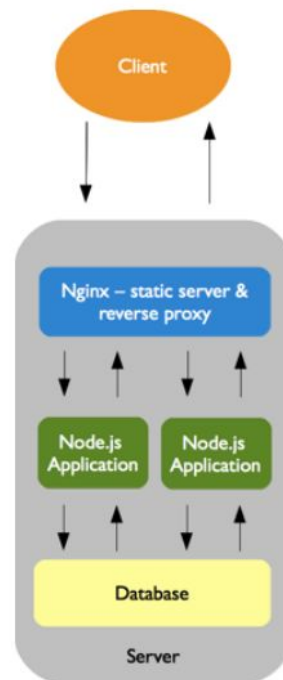 Client
Nginx – static server &
reverse proxy
Node.js
Application
Node.js
Application
Database
Server